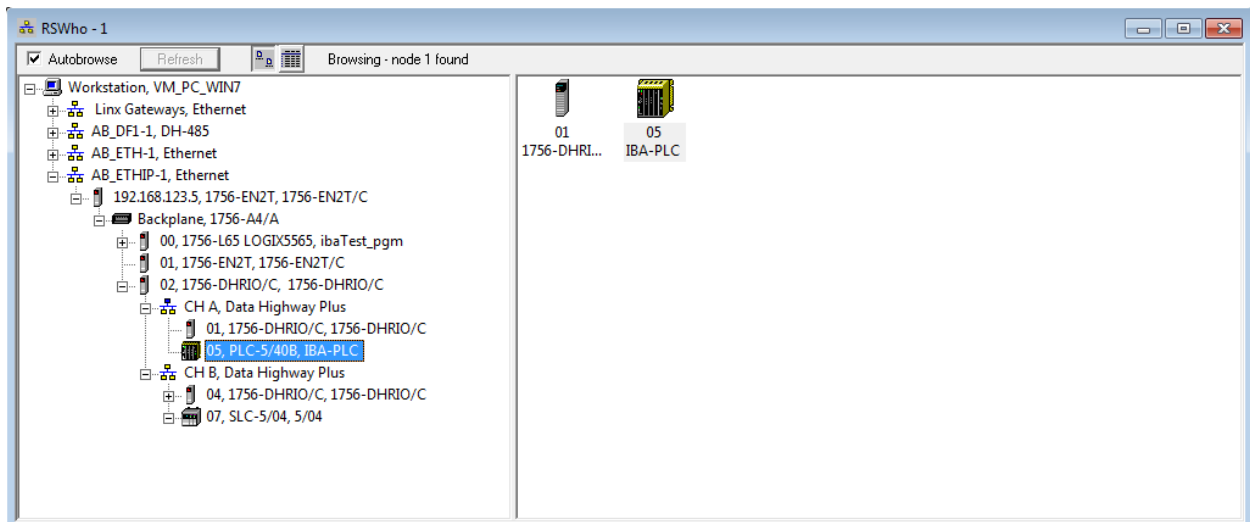 RSWho - 1
Autobrowse Refresh Browsing - node 1 found
Workstation, VM_PC_WIN7
Linx Gateways, Ethernet
AB_DF1-1, DH-485
AB_ETH-1, Ethernet
AB_ETHIP-1, Ethernet
192.168.123.5, 1756-EN2T, 1756-EN2T/C
Backplane, 1756-A4/A
00, 1756-L65 LOGIX5565, ibaTest_pgm
01, 1756-EN2T, 1756-EN2T/C
02, 1756-DHRIO/C, 1756-DHRIO/C
CH A, Data Highway Plus
01, 1756-DHRIO/C, 1756-DHRIO/C
05, PLC-5/40B, IBA-PLC
CH B, Data Highway Plus
04, 1756-DHRIO/C, 1756-DHRIO/C
07, SLC-5/04, 5/04
01
1756-DHRI...
05
IBA-PLC